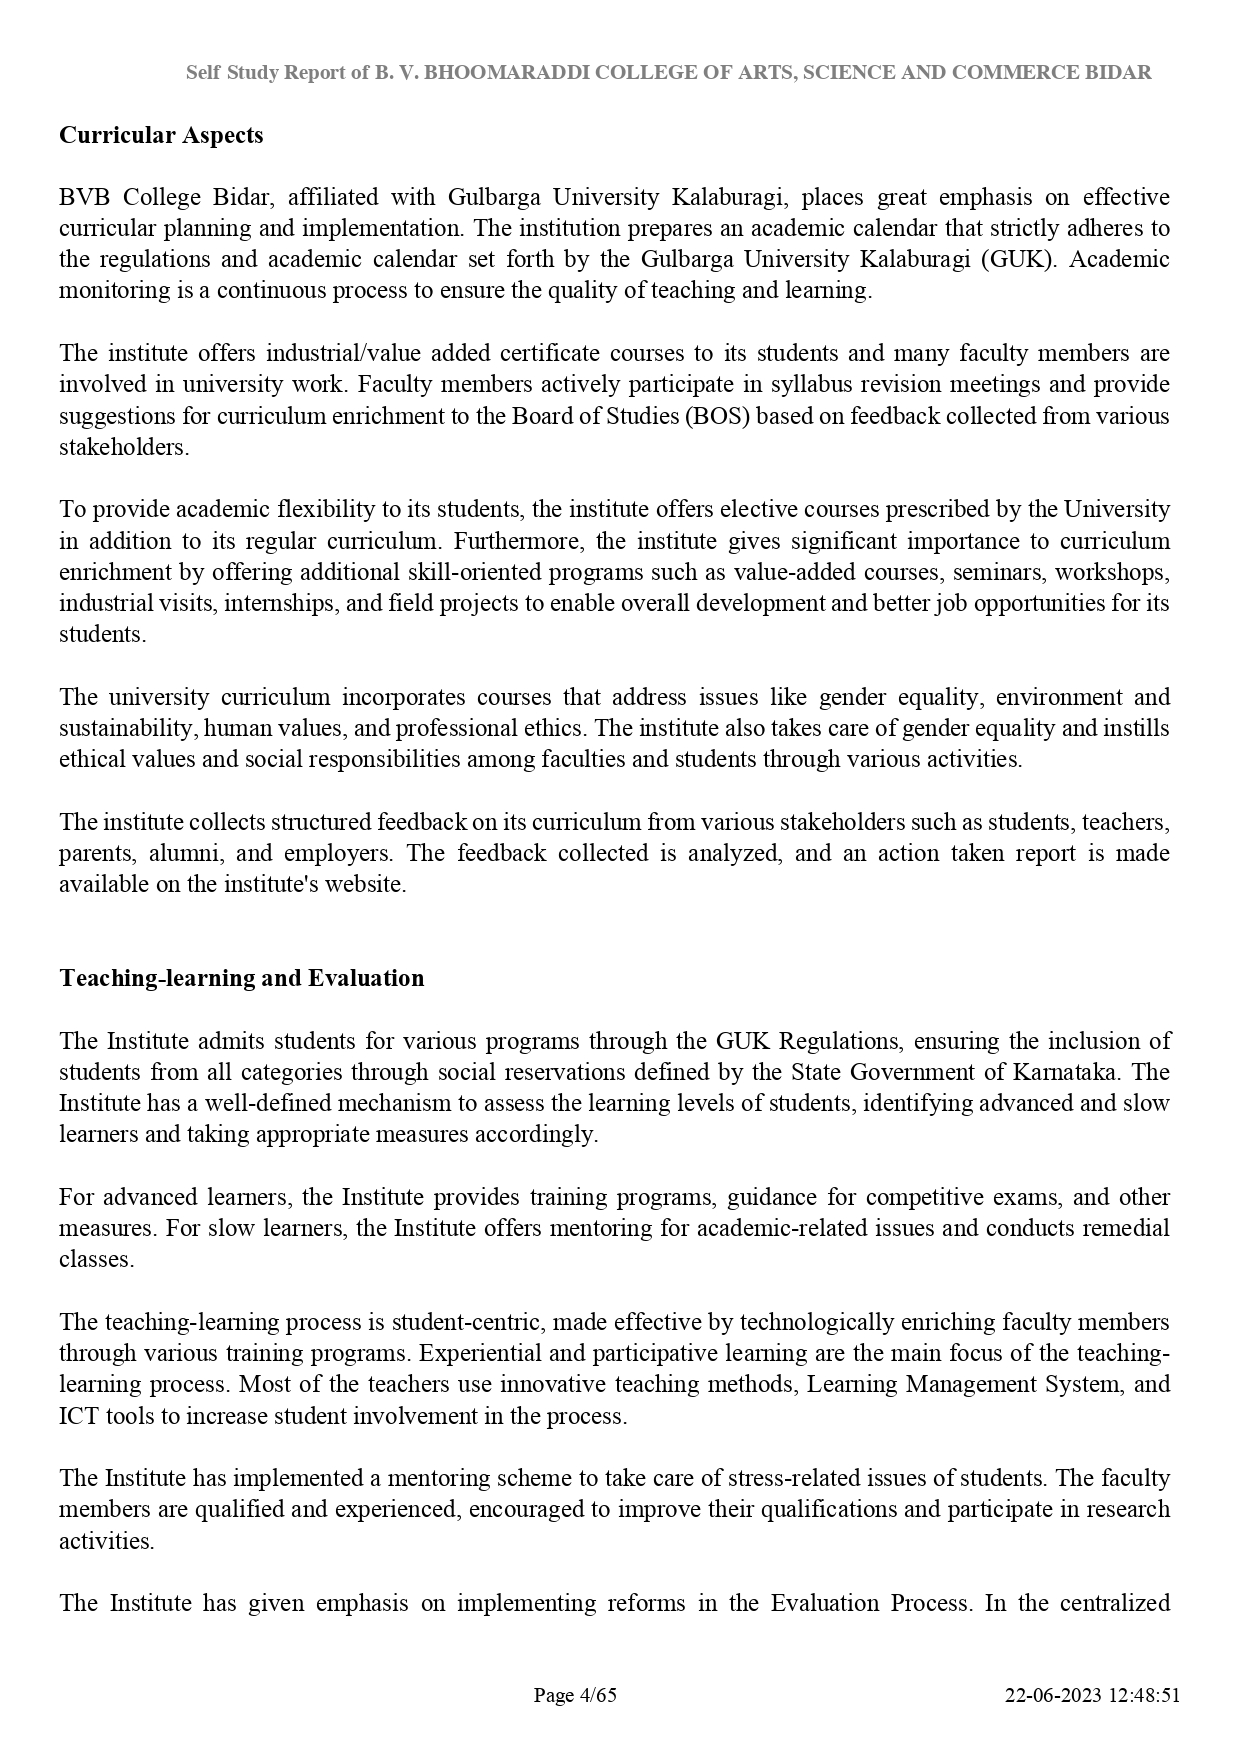 Self Study Report of B. V. BHOOMARADDI COLLEGE OF ARTS, SCIENCE AND COMMERCE BIDAR
Curricular Aspects
BVB College Bidar, affiliated with Gulbarga University Kalaburagi, places great emphasis on effective
curricular planning and implementation. The institution prepares an academic calendar that strictly adheres to
the regulations and academic calendar set forth by the Gulbarga University Kalaburagi (GUK). Academic
monitoring is a continuous process to ensure the quality of teaching and learning.
The institute offers industrial/value added certificate courses to its students and many faculty members are
involved in university work. Faculty members actively participate in syllabus revision meetings and provide
suggestions for curriculum enrichment to the Board of Studies (BOS) based on feedback collected from various
stakeholders.
To provide academic flexibility to its students, the institute offers elective courses prescribed by the University
in addition to its regular curriculum. Furthermore, the institute gives significant importance to curriculum
enrichment by offering additional skill-oriented programs such as value-added courses, seminars, workshops,
industrial visits, internships, and field projects to enable overall development and better job opportunities for its
students.
The university curriculum incorporates courses that address issues like gender equality, environment and
sustainability, human values, and professional ethics. The institute also takes care of gender equality and instills
ethical values and social responsibilities among faculties and students through various activities.
The institute collects structured feedback on its curriculum from various stakeholders such as students, teachers,
parents, alumni, and employers. The feedback collected is analyzed, and an action taken report is made
available on the institute's website.
Teaching-learning and Evaluation
The Institute admits students for various programs through the GUK Regulations, ensuring the inclusion of
students from all categories through social reservations defined by the State Government of Karnataka. The
Institute has a well-defined mechanism to assess the learning levels of students, identifying advanced and slow
learners and taking appropriate measures accordingly.
For advanced learners, the Institute provides training programs, guidance for competitive exams, and other
measures. For slow learners, the Institute offers mentoring for academic-related issues and conducts remedial
classes.
The teaching-learning process is student-centric, made effective by technologically enriching faculty members
through various training programs. Experiential and participative learning are the main focus of the teaching-
learning process. Most of the teachers use innovative teaching methods, Learning Management System, and
ICT tools to increase student involvement in the process.
The Institute has implemented a mentoring scheme to take care of stress-related issues of students. The faculty
members are qualified and experienced, encouraged to improve their qualifications and participate in research
activities.
The Institute has given emphasis on implementing reforms in the Evaluation Process. In the centralized
Page 4/65
22-06-2023 12:48:51